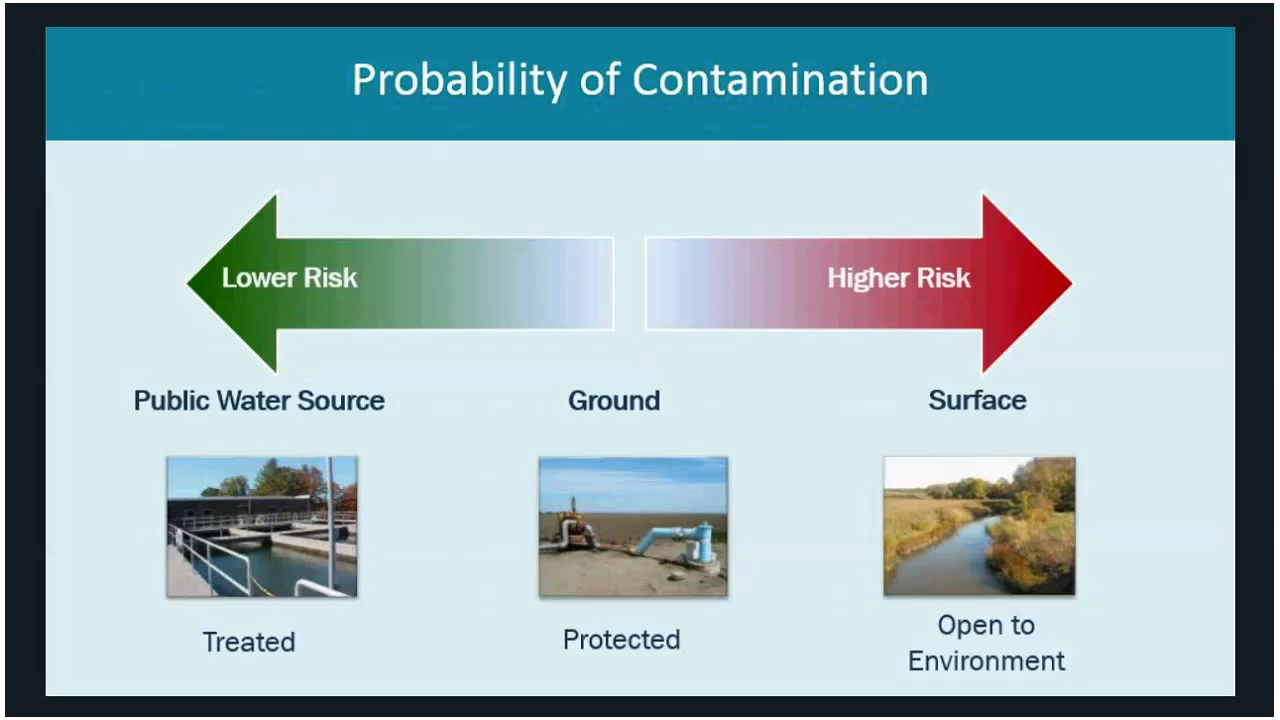 Probability of Contamination
Lower Risk
Higher Risk
Public Water Source
Ground
Surface
Treated
Protected
Open to
Environment